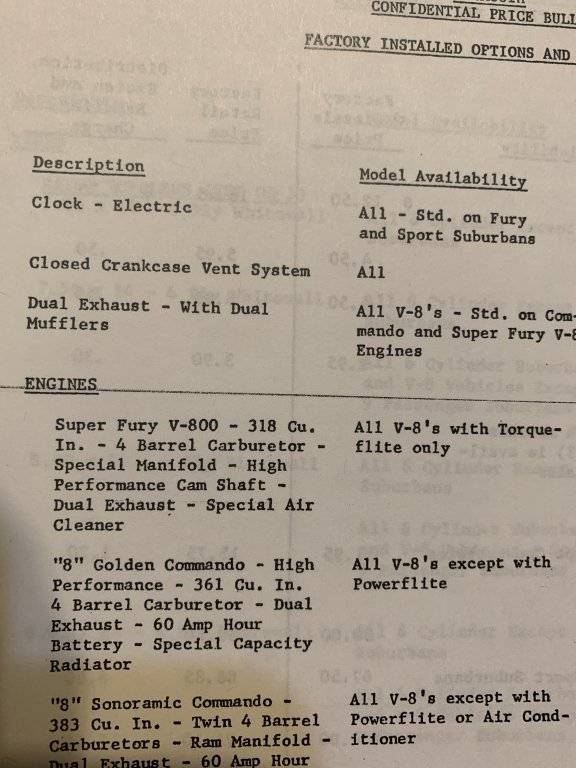 CONFIDENTIAL PRICE BULL
FACTORY INSTALLED OPTIONS AND
Description
Model Availability
Clock - Electric
All - Std. on Fury
and Sport Suburbans
Closed Crankcase Vent System
All
Dual Exhaust - With Dual
Mufflers
All V-8's - Std. on Com-
mando and Super Fury V-8
Engines
ENGINES
Super Fury V-800 - 318 Cu.
In. - 4 Barrel Carburetor -
Special Manifold - High
Performance Cam Shaft -
Dual Exhaust - Special Air
Cleaner
All V-8's with Torque-
flite only
"8" Golden Commando - High
Performance - 361 Cu. In.
4 Barrel Carburetor - Dual
Exhaust - 60 Amp Hour
Battery - Special Capacity
Radiator
All V-8's except with
Powerflite
"8" Sonoramic Commando -
383 Cu. In. - Twin 4 Barrel
Carburetors - Ram Manifold -
Dual Exhaust - 60 Amp Hour
All V-8's except with
Powerflite or Air Cond-
itioner